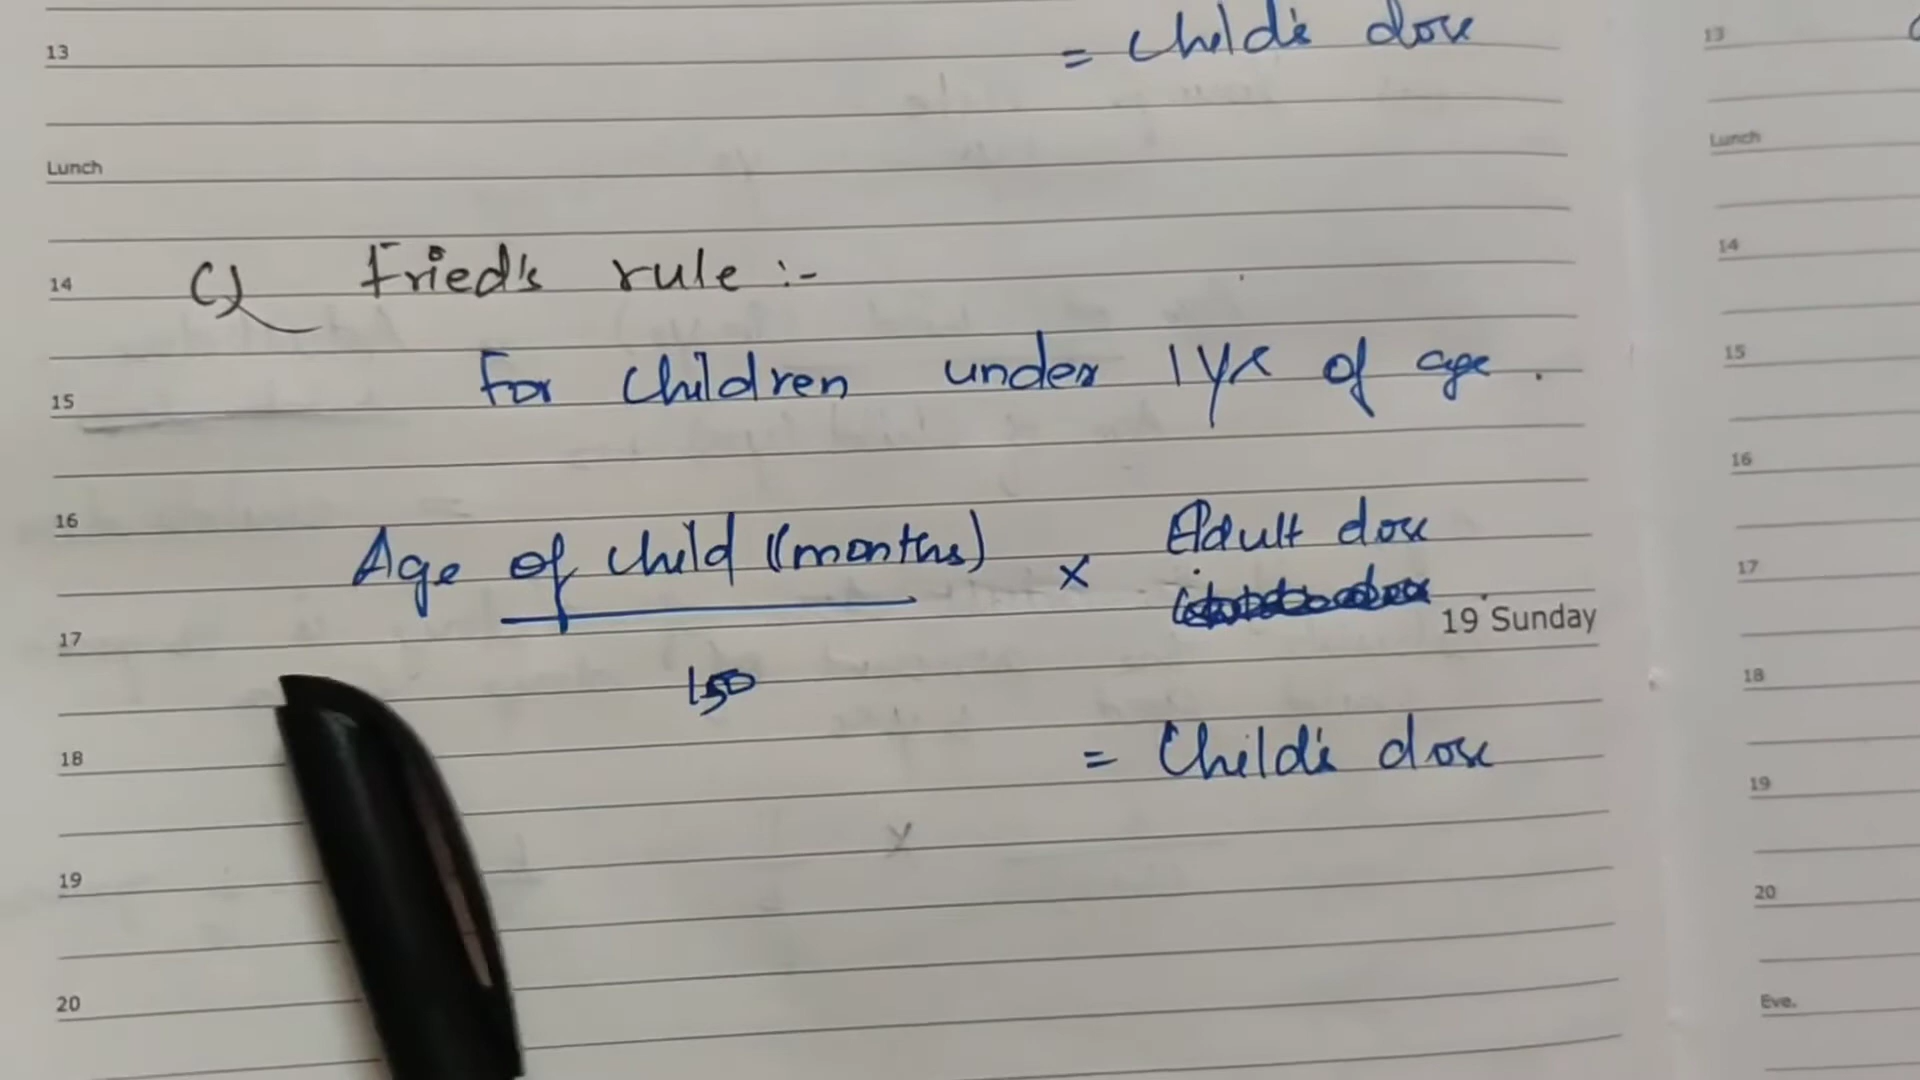 13
= Child's dose
Lunch
14 C) Fried's rule :-
15 For Children under 1 yr of age .
16
Age of child (months) × Adult dose
17
19 Sunday
150
18 = Child's dose
19
20
13
Lunch
14
15
16
17
18
19
20
Eve.